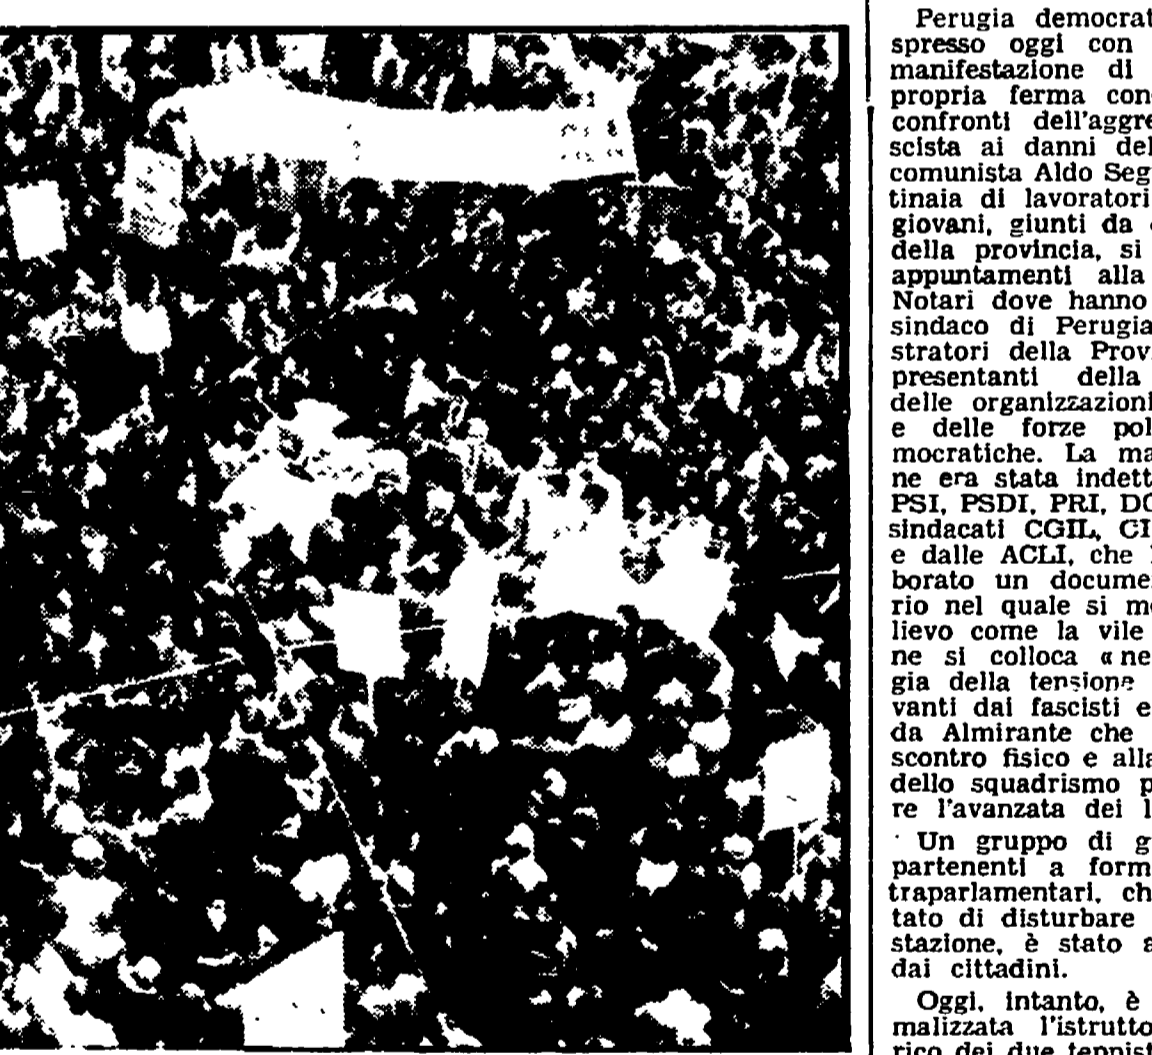 Perugia democrat
spresso oggi con
manifestazione di
propria ferma con
confronti dell'aggre
scista ai danni del
comunista Aldo Seg
tinaia di lavoratori
giovani, giunti da
della provincia, si
appuntamenti alla
Notari dove hanno
sindaco di Perugia
stratori della Prov
presentanti della
delle organizzazioni
e delle forze pol
mocratiche. La ma
ne era stata indett
PSI, PSDI, PRI, DC
sindacati CGIL, CI
e dalle ACLI, che
borato un docume
rio nel quale si me
lievo come la vile
ne si colloca « ne
gia della tensione
vanti dai fascisti e
da Almirante che
scontro fisico e alla
dello squadrismo p
re l'avanzata dei l
Un gruppo di g
partenenti a form
traparlamentari, ch
tato di disturbare
stazione, è stato a
dai cittadini.
Oggi, intanto, è
malizzata l'istrutto
rico dei due teppist